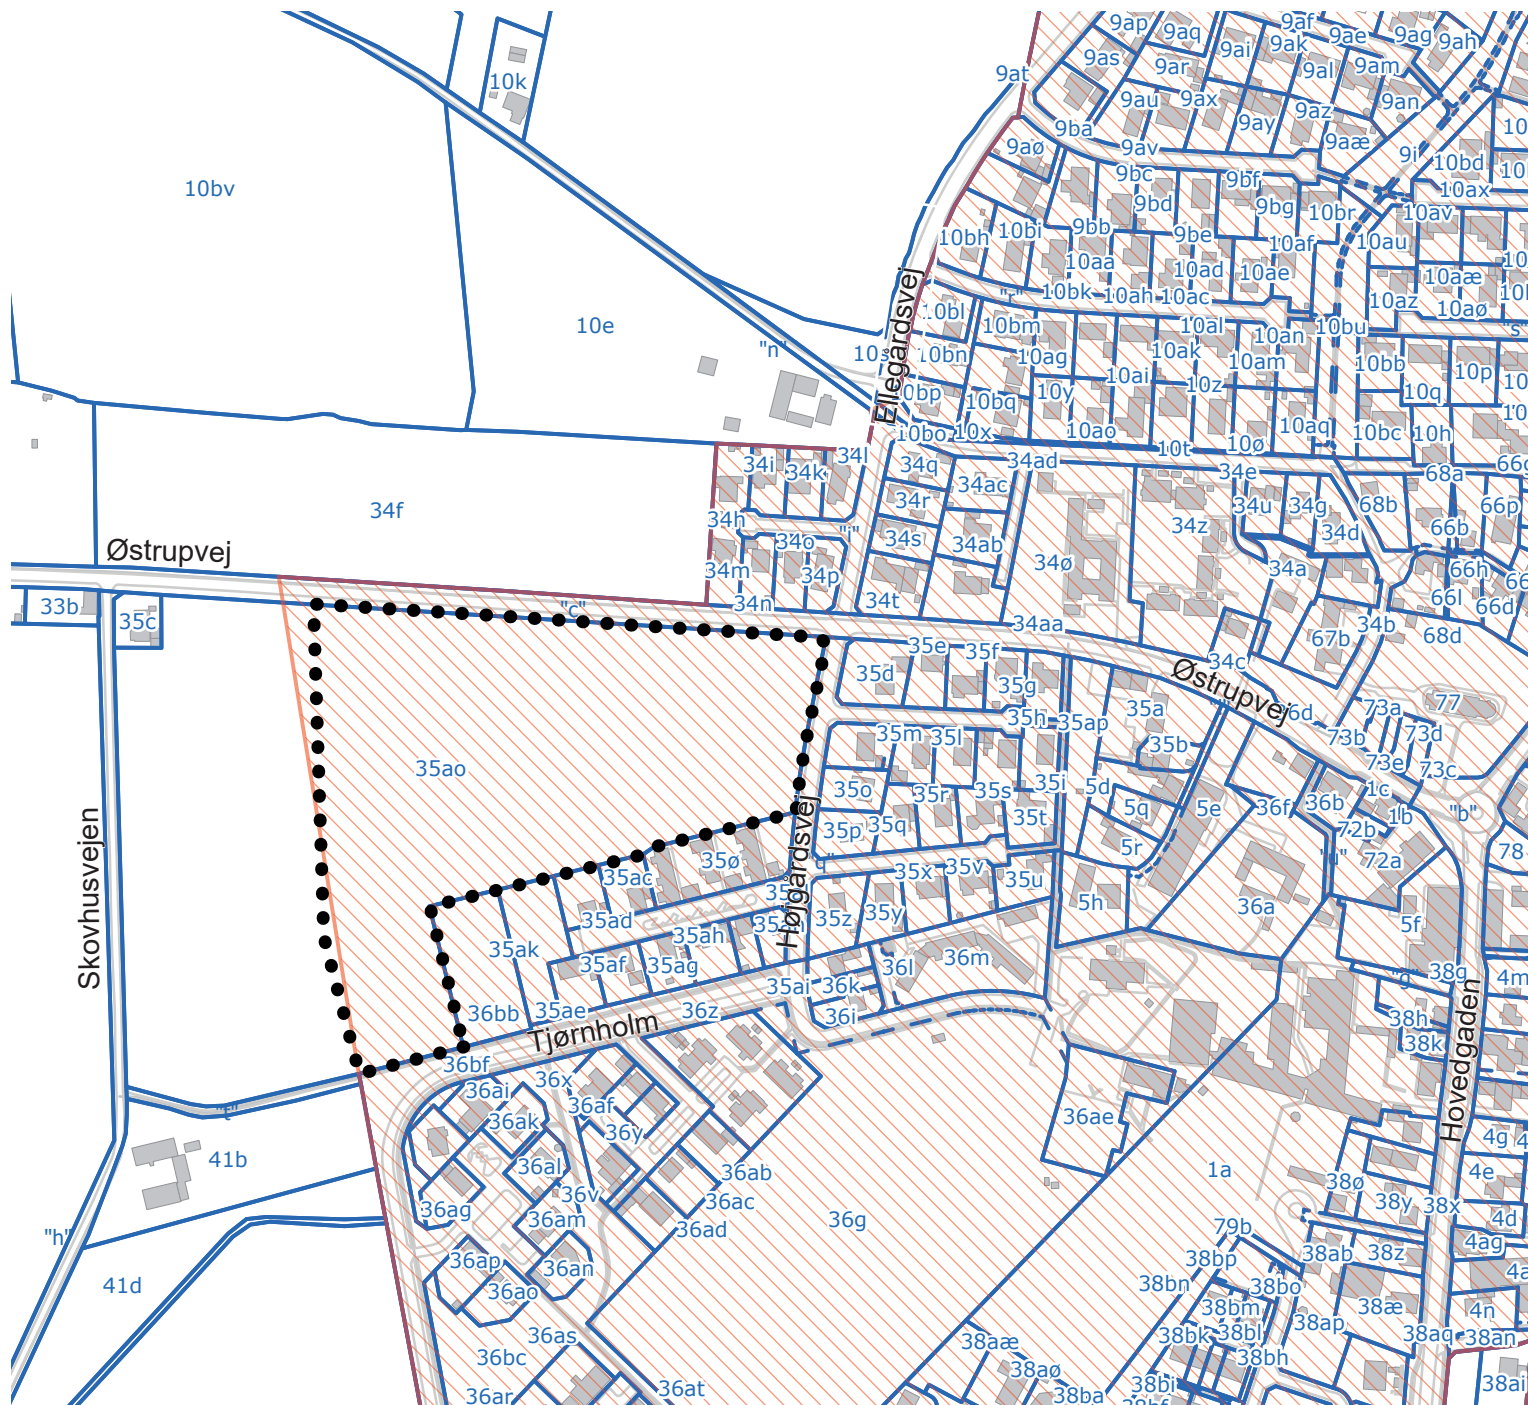 9ap
9aq
9af
9ae
9ag
9ah
9as
9ai
9ak
9at
9ar
9al
9am
10k
9au
9ax
9az
9an
9ba
9ay
9aø
9av
9aæ
9i
10bd
9bc
9bf
10ax
10bv
9bd
9bg
10br
10av
10bh
10bi
9bb
9be
10af
10au
10aa
10ad
10ae
10aæ
"r"
10bk
10ah
10ac
10az
10aø
10bl
10bm
10al
10an
10bu
"s"
10e
"n"
10bn
10ag
10ak
10am
10bb
10p
Ellegårdsvej
10ai
10z
10q
10y
10bq
10bo
10x
10ao
10t
10ø
10aq
10bc
10h
34i
34k
34l
34q
34ad
34e
68a
34ac
34f
34h
"i"
34r
34z
34u
34g
68b
66p
34o
34s
34ab
34d
66b
Østrupvej
34m
34p
34ø
34a
66h
33b
35c
"c"
34n
34t
34aa
34b
66l
66d
67b
68d
35e
35f
34c
35d
35g
Østrupvej
77
35h
35ap
35a
73a
73b
73d
35m
35l
35b
73e
73c
35ao
35o
35r
35s
35i
5d
5q
5e
36f
36b
1c
1b
"b"
35p
35q
35t
5r
72b
72a
"u"
78
35ø
35ac
35x
35v
35u
Højgårdsvej
Skovhusvejen
35ad
35z
35y
5h
36a
5f
35ak
35ah
35af
35ag
36l
36m
"g"
38q
4m
36bb
35ae
36z
35ai
36k
36i
Tjørnholm
38h
38k
Hovedgaden
36bf
36x
36ai
36af
36ak
36y
36ae
"t"
41b
36al
36ab
1a
4g
4e
36v
36ac
38ø
38y
38x
36ag
36am
36ad
36g
79b
4d
"h"
38bp
38ab
38z
4ag
36ap
36an
41d
36ao
38bn
38bo
38bm
38æ
4n
36as
38bk
38bl
38ap
38aq
38an
36bc
38aæ
38bh
38aø
38bi
38ai
36ar
36at
38ba